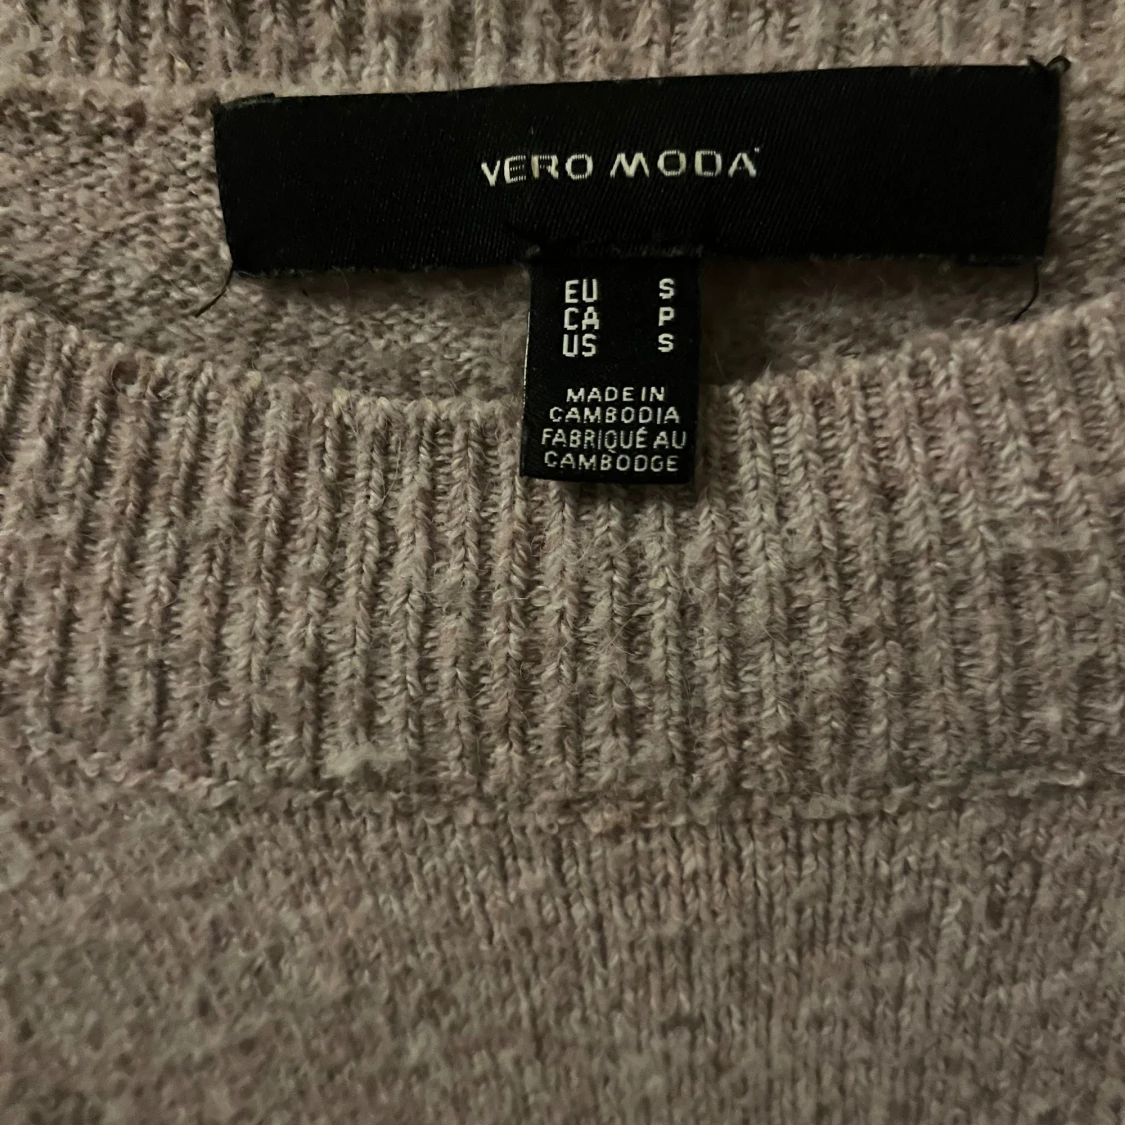 VERO MODA
EU S
CA P
US S
MADE IN
CAMBODIA
FABRIQUÉ AU
CAMBODGE